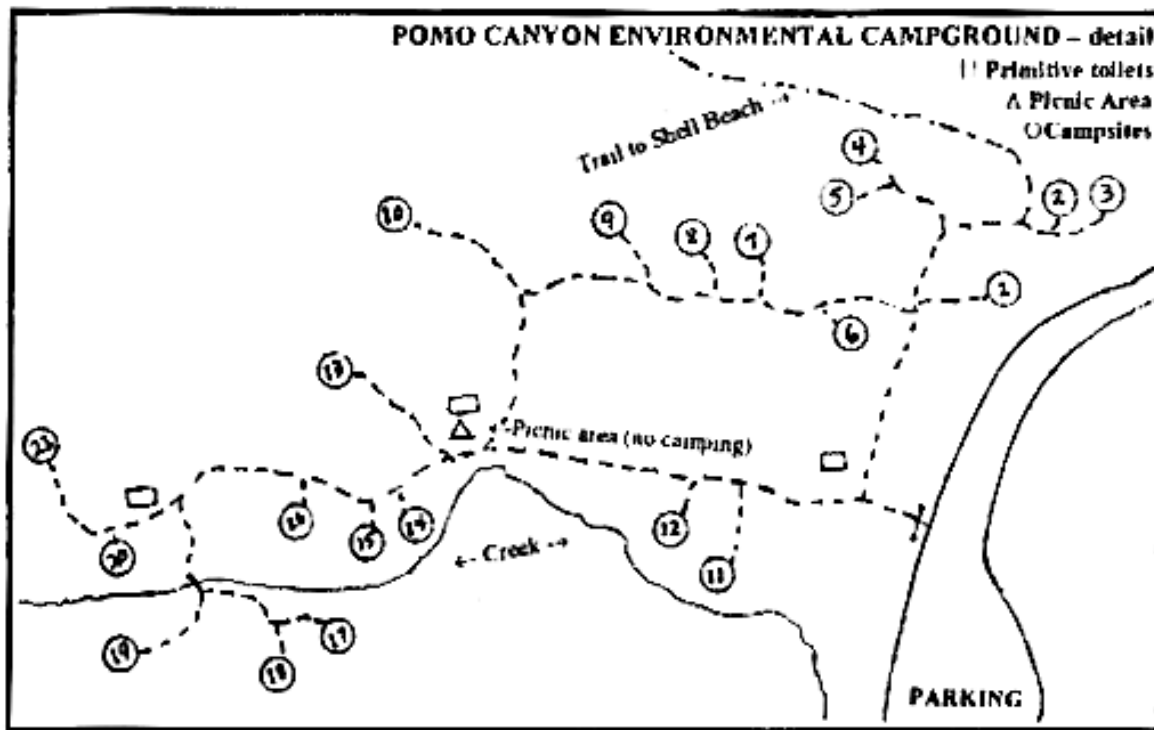 POMO CANYON ENVIRONMENTAL CAMPGROUND – detail
Primitive toilets
Δ Picnic Area
O Campsites
Trail to Shell Beach -->
4
5
2
3
10
9
8
7
1
6
13
<-Picnic area (no camping)
16
15
14
12
11
<-- Creek -->
20
19
18
17
PARKING